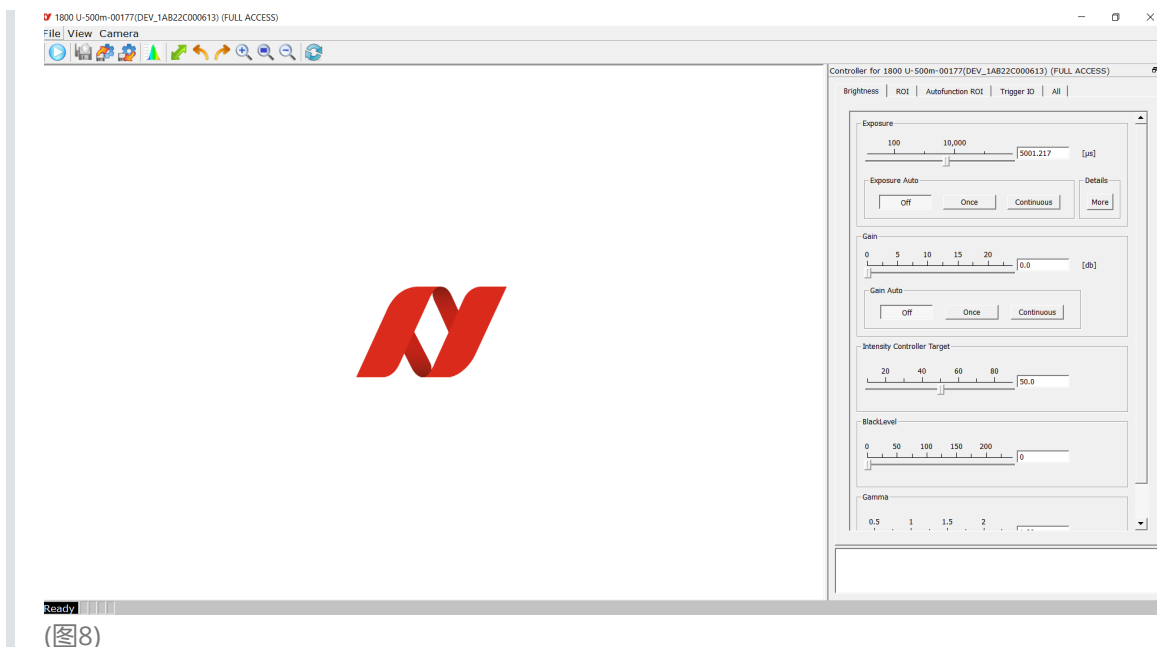 1800 U-500m-00177(DEV_1AB22C000613) (FULL ACCESS)
File View Camera
Controller for 1800 U-500m-00177(DEV_1AB22C000613) (FULL ACCESS)
Brightness ROI Autofunction ROI Trigger IO All
Exposure
100 10,000
5001.217 [µs]
Exposure Auto Details
Off Once Continuous More
Gain
0 5 10 15 20
0.0 [db]
Gain Auto
Off Once Continuous
Intensity Controller Target
20 40 60 80
50.0
BlackLevel
0 50 100 150 200
0
Gamma
0.5 1 1.5 2
Ready
(图8)